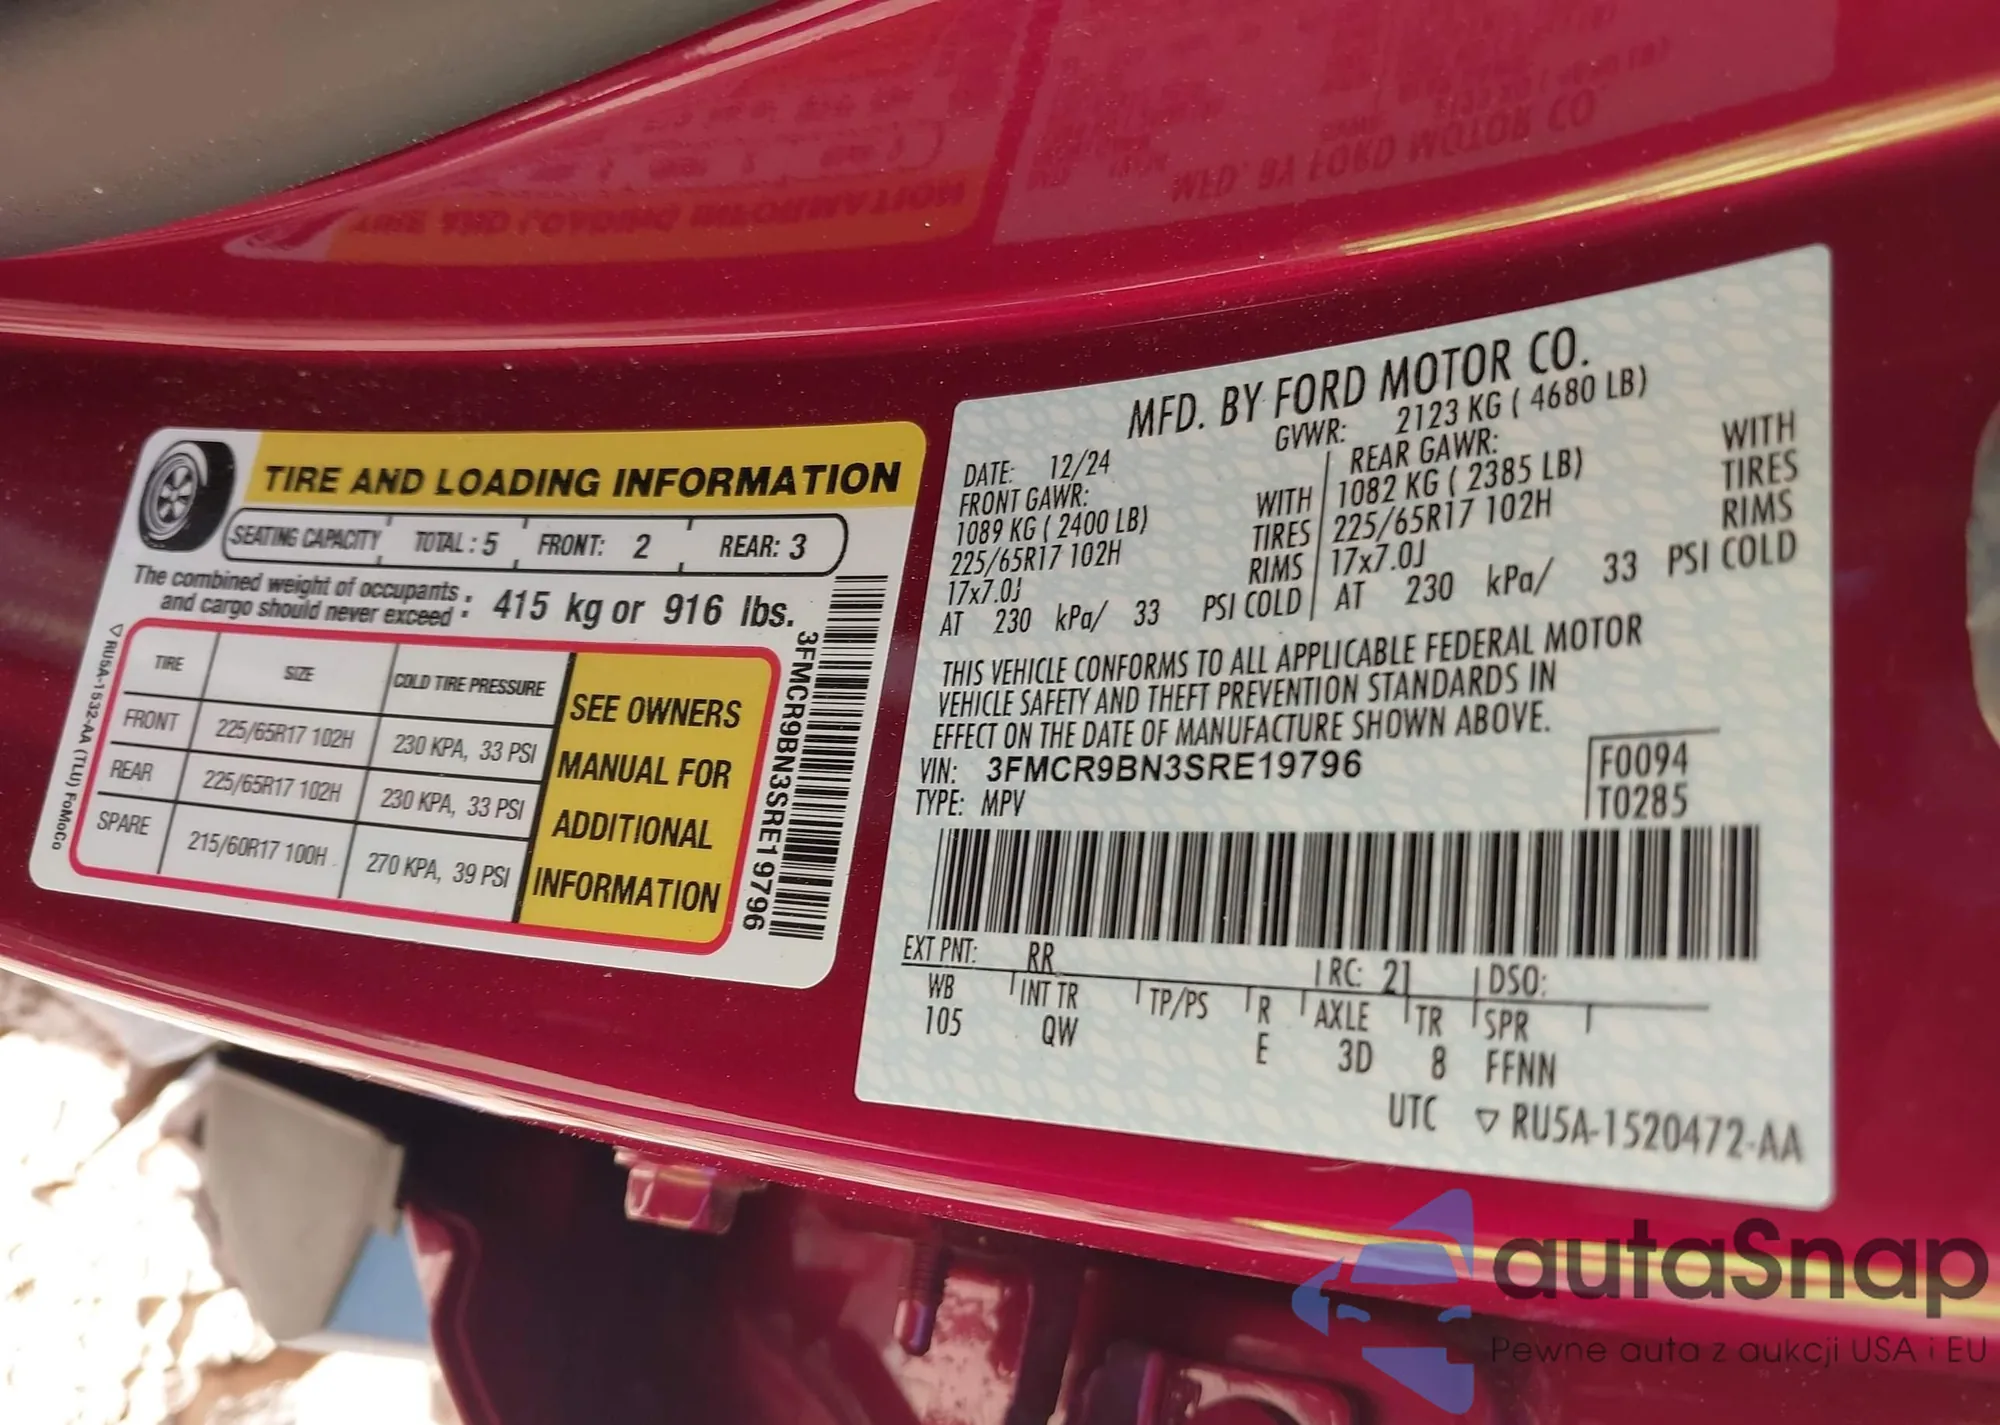 TIRE AND LOADING INFORMATION
SEATING CAPACITY TOTAL : 5 FRONT: 2 REAR: 3
The combined weight of occupants
and cargo should never exceed : 415 kg or 916 lbs.
TIRE SIZE COLD TIRE PRESSURE
FRONT 225/65R17 102H 230 KPA, 33 PSI
REAR 225/65R17 102H 230 KPA, 33 PSI
SPARE 215/60R17 100H 270 KPA, 39 PSI
SEE OWNERS
MANUAL FOR
ADDITIONAL
INFORMATION
3FMCR9BN3SRE19796
RU5A-1532-AA (TLU) FoMoCo
MFD. BY FORD MOTOR CO.
DATE: 12/24 GVWR: 2123 KG ( 4680 LB)
FRONT GAWR: REAR GAWR:
1089 KG ( 2400 LB) WITH 1082 KG ( 2385 LB) WITH
225/65R17 102H TIRES 225/65R17 102H TIRES
17x7.0J RIMS 17x7.0J RIMS
AT 230 kPa/ 33 PSI COLD AT 230 kPa/ 33 PSI COLD
THIS VEHICLE CONFORMS TO ALL APPLICABLE FEDERAL MOTOR
VEHICLE SAFETY AND THEFT PREVENTION STANDARDS IN
EFFECT ON THE DATE OF MANUFACTURE SHOWN ABOVE.
VIN: 3FMCR9BN3SRE19796 F0094
TYPE: MPV T0285
EXT PNT: RR RC: 21 DSO:
WB INT TR TP/PS R AXLE TR SPR
105 QW E 3D 8 FFNN
UTC RU5A-1520472-AA
autaSnap
Pewne auta z aukcji USA i EU